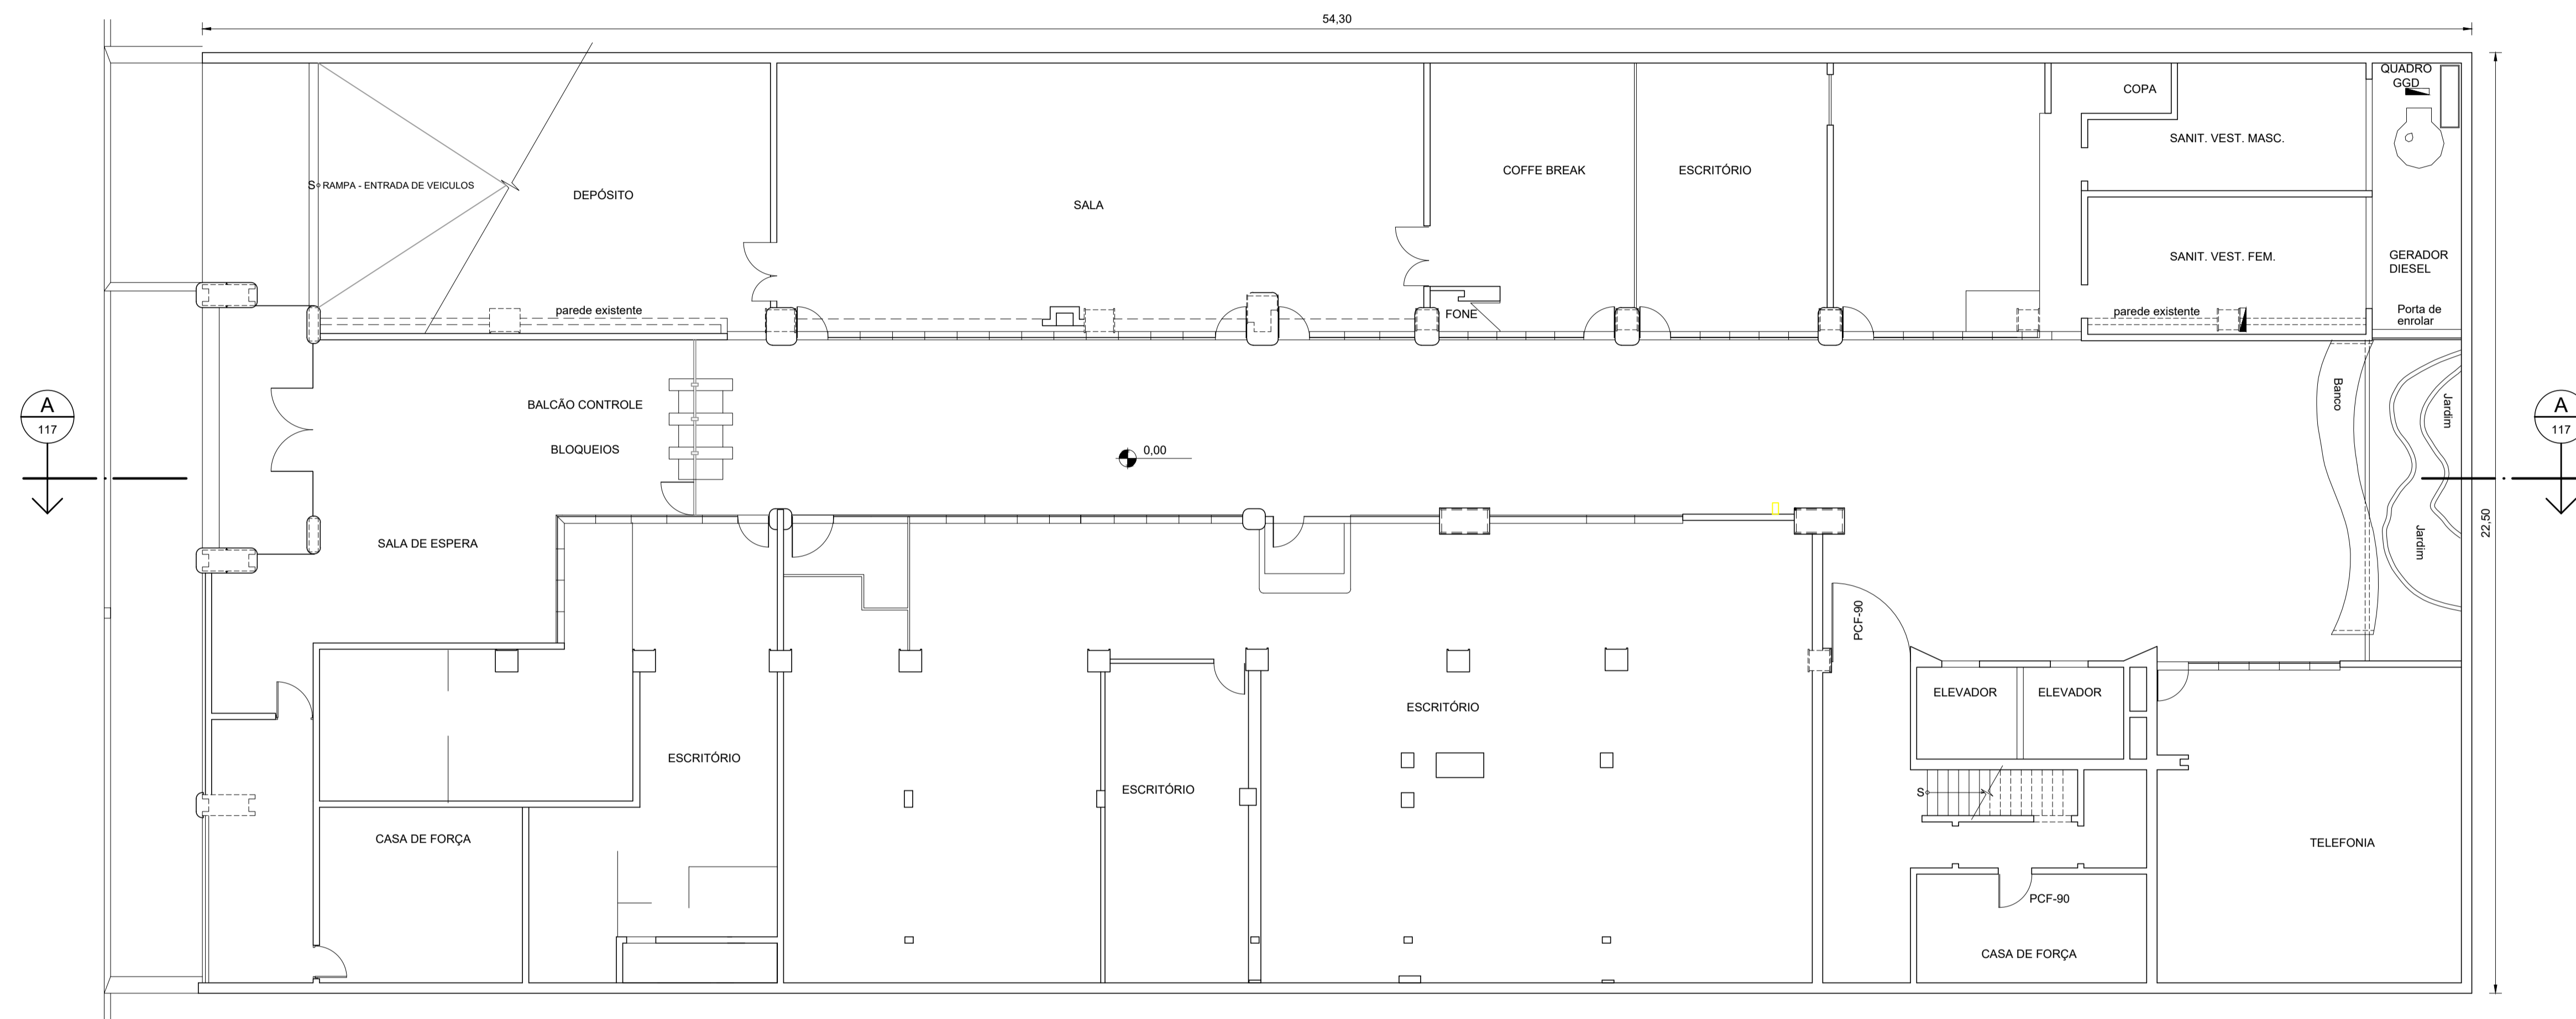 54,30
QUADRO
GGD
COPA
SANIT. VEST. MASC.
COFFE BREAK
ESCRITÓRIO
S
RAMPA - ENTRADA DE VEICULOS
DEPÓSITO
SALA
SANIT. VEST. FEM.
GERADOR
DIESEL
parede existente
FONE
parede existente
Porta de
enrolar
A
117
BALCÃO CONTROLE
BLOQUEIOS
0,00
Banco
Jardim
A
117
22,50
SALA DE ESPERA
Jardim
PCF-90
ELEVADOR
ELEVADOR
ESCRITÓRIO
ESCRITÓRIO
ESCRITÓRIO
S
CASA DE FORÇA
TELEFONIA
PCF-90
CASA DE FORÇA